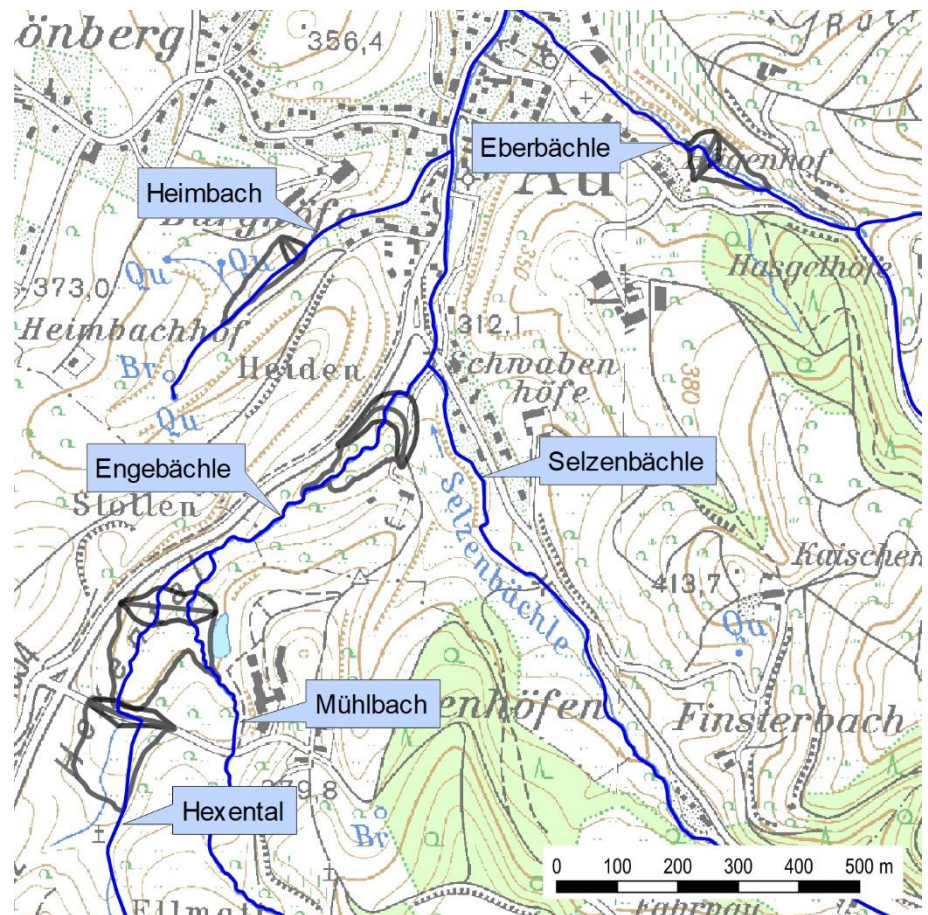 önberg
356,4
Eberbächle
Heimbach
Au
Qu
Qu
Hasgelhöfe
373,0
312,1
Heimbachhof
Schwaben
höfe
Br
Heiden
380
350
Qu
Engebächle
Selzenbächle
Stollen
Selzenbächle
Kaischen
413,7
Qu
Mühlbach
enhöfen
Finsterbach
Hexental
Br
0 100 200 300 400 500 m
Fahrnau